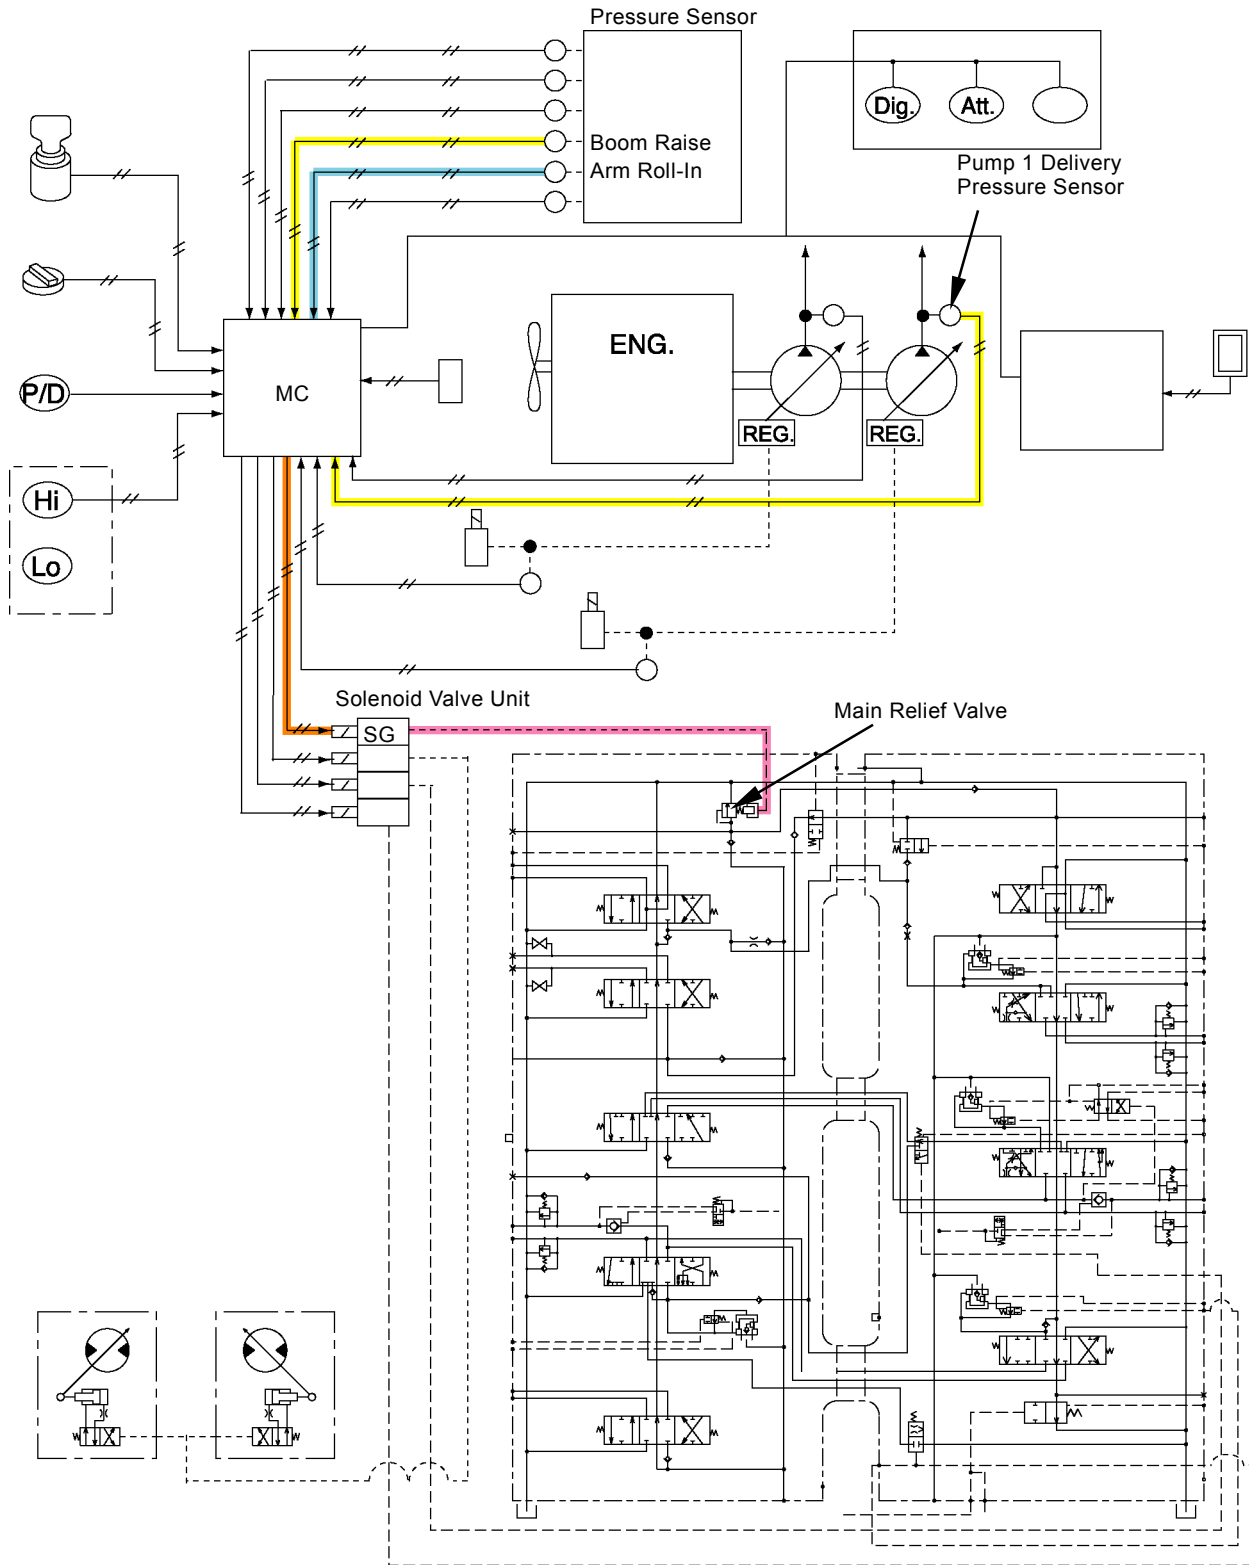 Pressure Sensor
Dig.
Att.
Boom Raise
Arm Roll-In
Pump 1 Delivery
Pressure Sensor
ENG.
P/D
MC
REG.
REG.
Hi
Lo
Solenoid Valve Unit
SG
Main Relief Valve